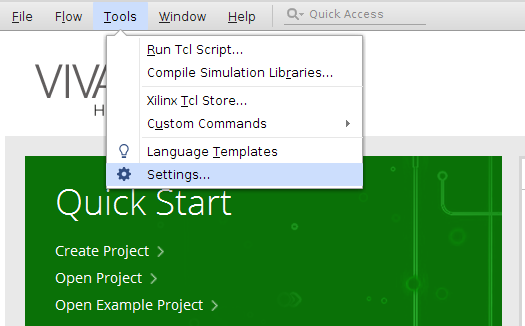 File Flow Tools Window Help Quick Access
Run Tcl Script...
Compile Simulation Libraries...
Xilinx Tcl Store...
Custom Commands
Language Templates
Settings...
Quick Start
Create Project
Open Project
Open Example Project